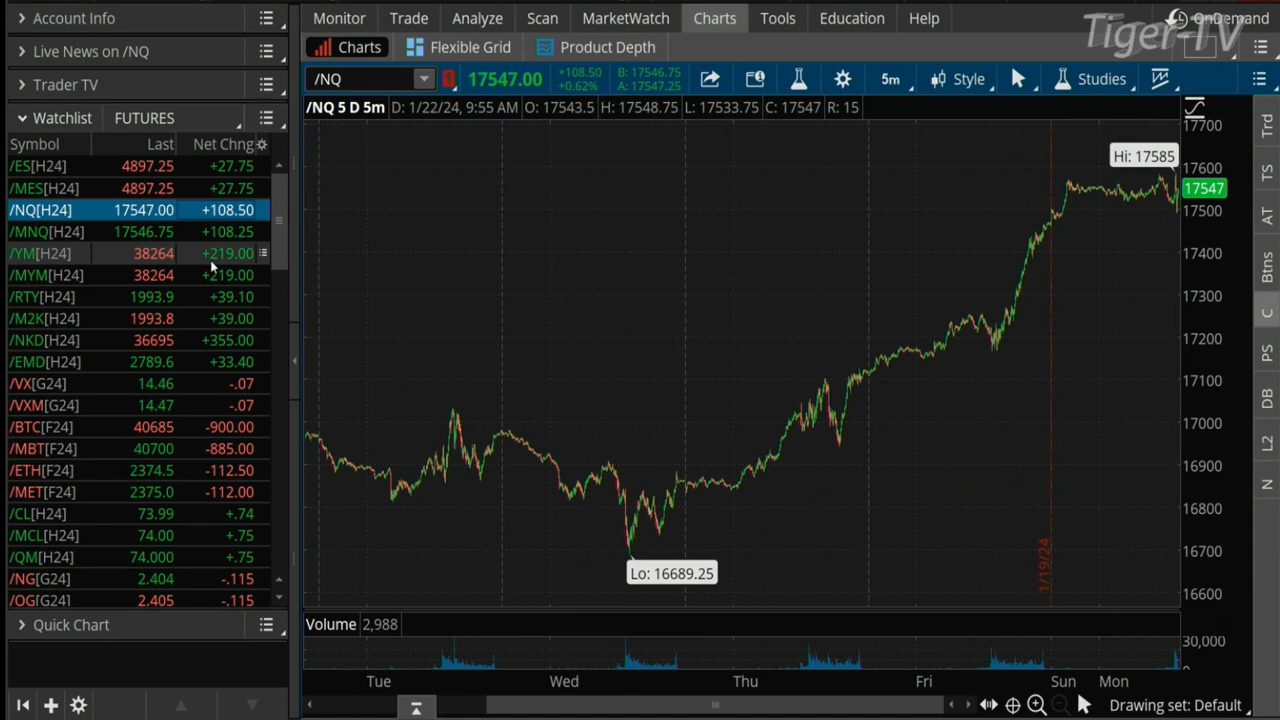 Account Info
Monitor Trade Analyze Scan MarketWatch Charts Tools Education Help OnDemand
Tiger-TV
Live News on /NQ
Charts Flexible Grid Product Depth
Trader TV
/NQ 17547.00 +108.50 +0.62% B: 17546.75 A: 17547.25 5m Style Studies
/NQ 5 D 5m D: 1/22/24, 9:55 AM O: 17543.5 H: 17548.75 L: 17533.75 C: 17547 R: 15
Watchlist FUTURES
Symbol Last Net Chng
/ES[H24] 4897.25 +27.75
/MES[H24] 4897.25 +27.75
/NQ[H24] 17547.00 +108.50
/MNQ[H24] 17546.75 +108.25
/YM[H24] 38264 +219.00
/MYM[H24] 38264 +219.00
/RTY[H24] 1993.9 +39.10
/M2K[H24] 1993.8 +39.00
/NKD[H24] 36695 +355.00
/EMD[H24] 2789.6 +33.40
/VX[G24] 14.46 -.07
/VXM[G24] 14.47 -.07
/BTC[F24] 40685 -900.00
/MBT[F24] 40700 -885.00
/ETH[F24] 2374.5 -112.50
/MET[F24] 2375.0 -112.00
/CL[H24] 73.99 +.74
/MCL[H24] 74.00 +.75
/QM[H24] 74.000 +.75
/NG[G24] 2.404 -.115
/OG[G24] 2.405 -.115
Quick Chart
Hi: 17585
Lo: 16689.25
1/19/24
17700
17600
17547
17500
17400
17300
17200
17100
17000
16900
16800
16700
16600
Volume 2,988
30,000
0
Tue Wed Thu Fri Sun Mon
Drawing set: Default
Trd
TS
AT
Btns
C
PS
DB
L2
N